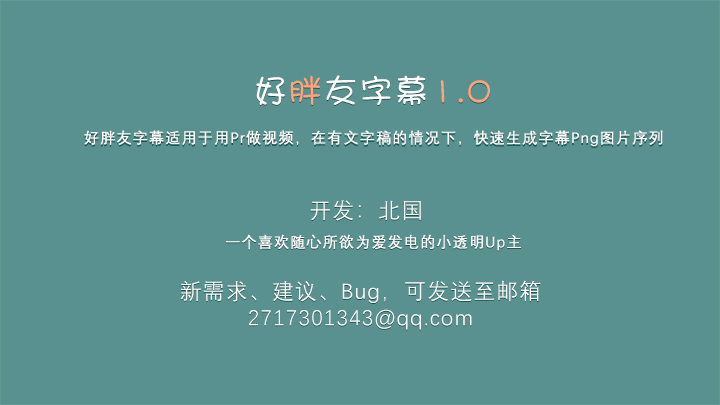 好胖友字幕1.0
好胖友字幕适用于用Pr做视频，在有文字稿的情况下，快速生成字幕Png图片序列
开发：北国
一个喜欢随心所欲为爱发电的小透明Up主
新需求、建议、Bug，可发送至邮箱
2717301343@qq.com